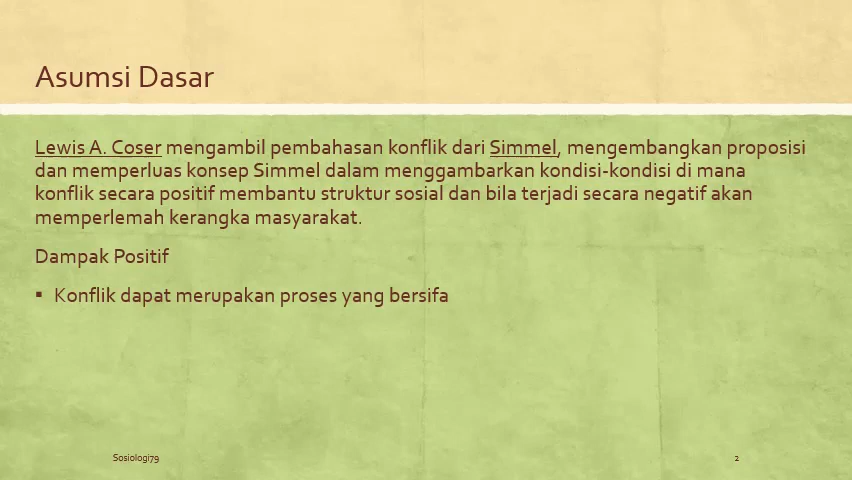 Asumsi Dasar
Lewis A. Coser mengambil pembahasan konflik dari Simmel, mengembangkan proposisi
dan memperluas konsep Simmel dalam menggambarkan kondisi-kondisi di mana
konflik secara positif membantu struktur sosial dan bila terjadi secara negatif akan
memperlemah kerangka masyarakat.
Dampak Positif
▪ Konflik dapat merupakan proses yang bersifa
Sosiologi79
2